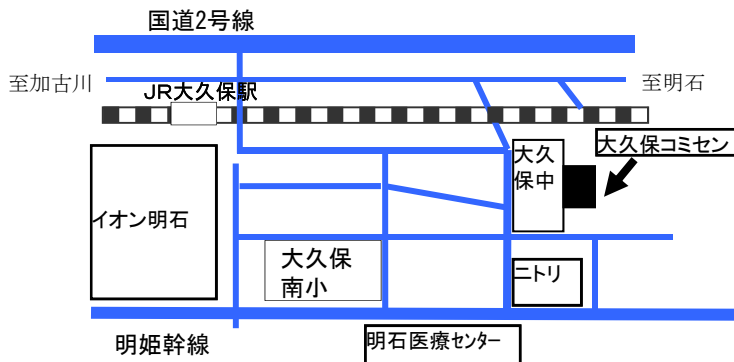 国道2号線
至加古川
至明石
JR大久保駅
大久保コミセン
大久
保中
イオン明石
大久保
南小
ニトリ
明姫幹線
明石医療センター